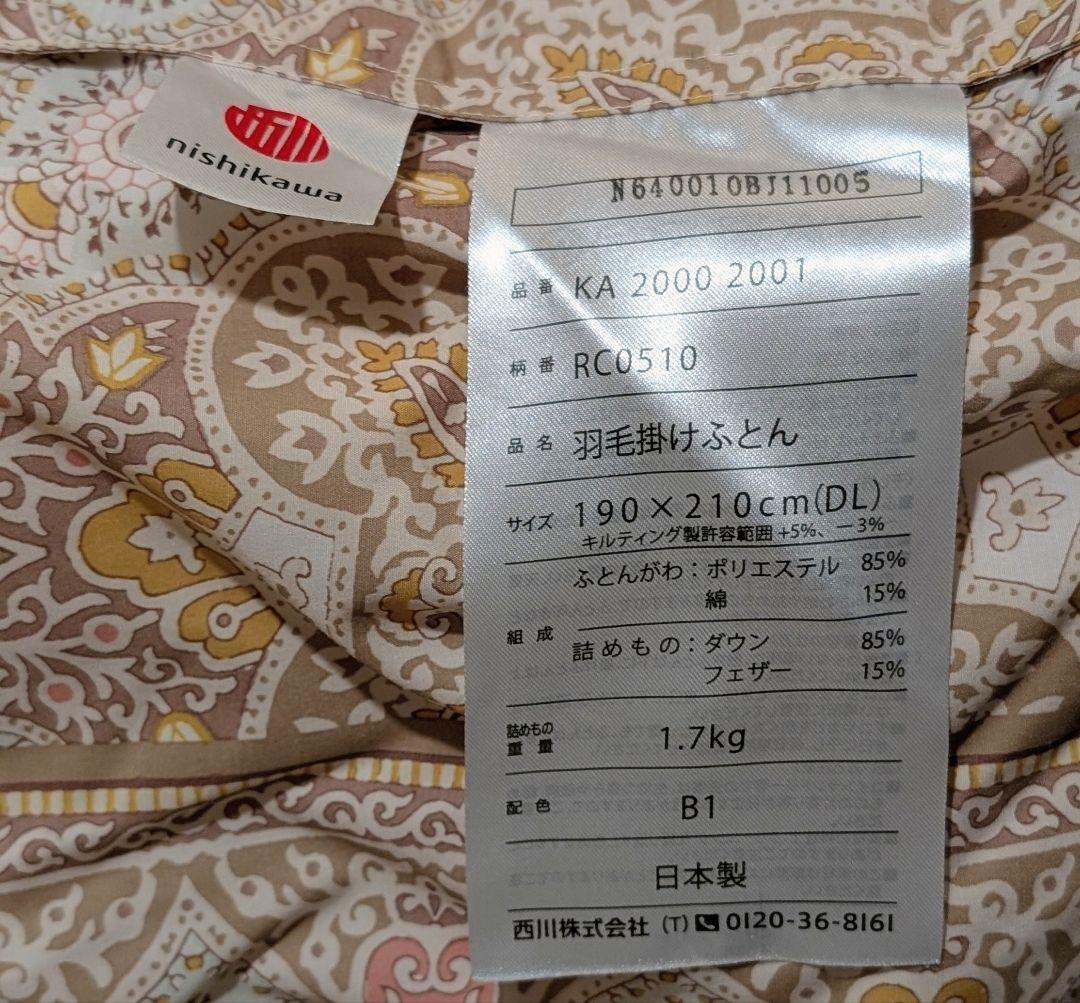 西川
nishikawa
N640010BJ11005
品番 KA 2000 2001
柄番 RC0510
品名 羽毛掛けふとん
サイズ 190×210cm(DL)
キルティング製許容範囲 +5%、－3%
組成 ふとんがわ：ポリエステル 85%
綿 15%
詰めもの：ダウン 85%
フェザー 15%
詰めもの重量 1.7kg
配色 B1
日本製
西川株式会社 (T) 0120-36-8161